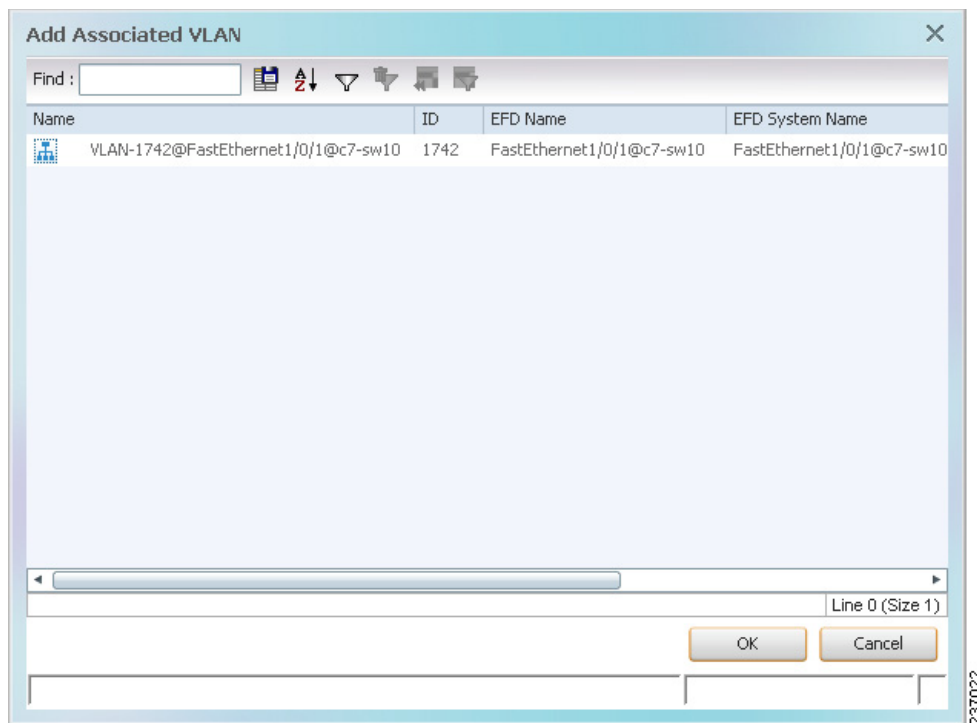 Add Associated VLAN
Find :
Name ID EFD Name EFD System Name
VLAN-1742@FastEthernet1/0/1@c7-sw10 1742 FastEthernet1/0/1@c7-sw10 FastEthernet1/0/1@c7-sw10
Line 0 (Size 1)
OK Cancel